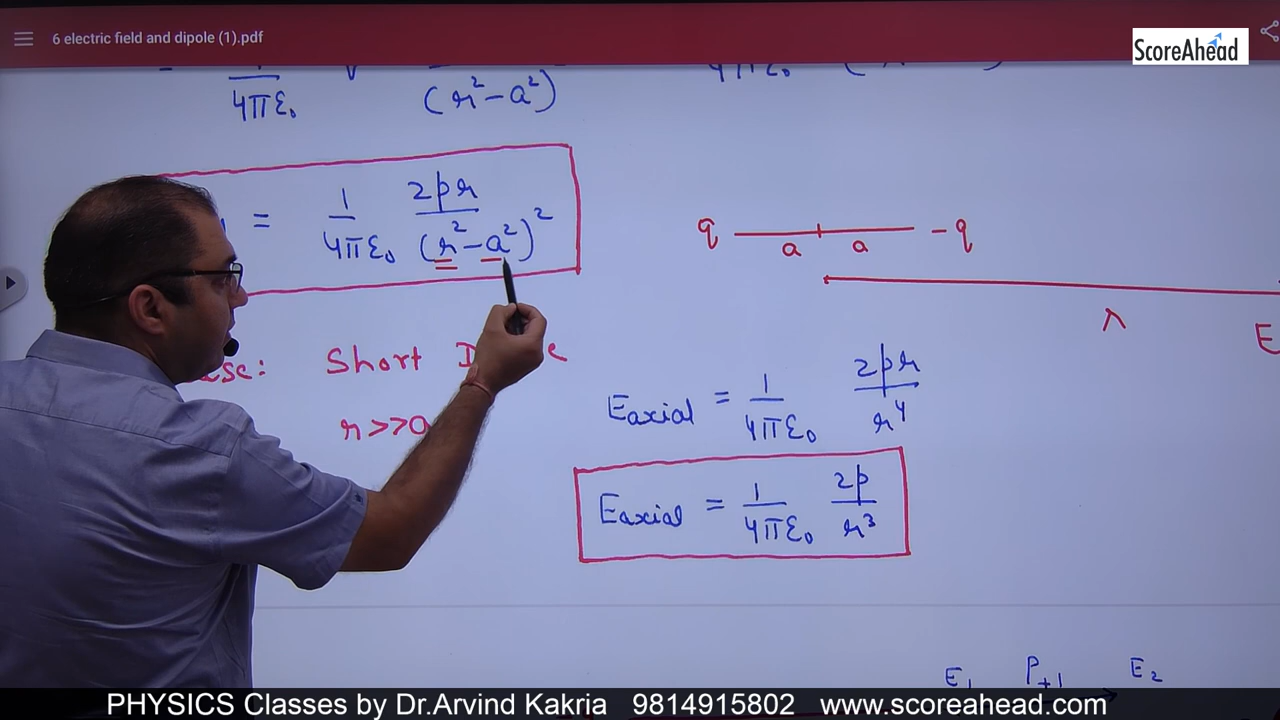 6 electric field and dipole (1).pdf
ScoreAhead
4πε₀ (r²-a²)
= 1/4πε₀ 2pr/(r²-a²)²
q a a -q
r
E
Short
r>>a
Eaxial = 1/4πε₀ 2pr/r⁴
Eaxial = 1/4πε₀ 2p/r³
E₁ P₊₁ E₂
PHYSICS Classes by Dr.Arvind Kakria 9814915802 www.scoreahead.com